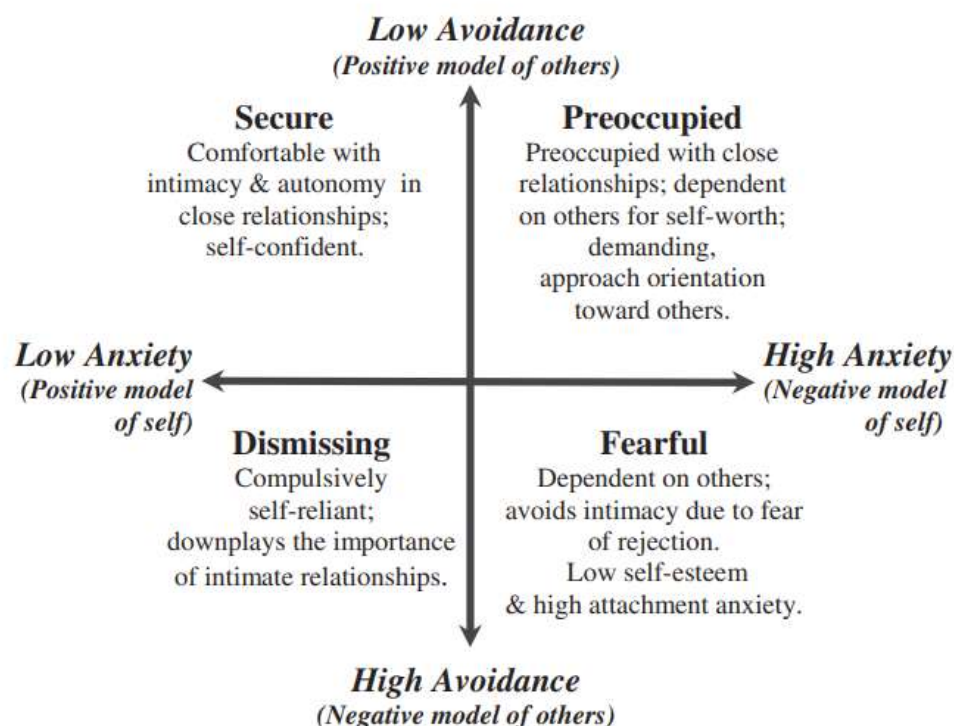 Low Avoidance
(Positive model of others)
Secure
Comfortable with
intimacy & autonomy in
close relationships;
self-confident.
Preoccupied
Preoccupied with close
relationships; dependent
on others for self-worth;
demanding,
approach orientation
toward others.
Low Anxiety
(Positive model
of self)
High Anxiety
(Negative model
of self)
Dismissing
Compulsively
self-reliant;
downplays the importance
of intimate relationships.
Fearful
Dependent on others;
avoids intimacy due to fear
of rejection.
Low self-esteem
& high attachment anxiety.
High Avoidance
(Negative model of others)